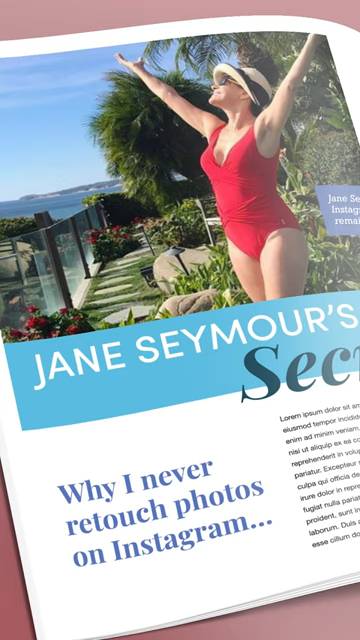 Jane Se
Instag
remai
JANE SEYMOUR'S
Sec
Why I never
retouch photos
on Instagram...
Lorem ipsum dolor sit am
eiusmod tempor incidid
enim ad minim veniam,
nisi ut aliquip ex ea co
reprehenderit in volup
pariatur. Excepteur s
culpa qui officia de
irure dolor in repre
fugiat nulla pariat
proident, sunt in
laborum. Duis a
esse cillum do